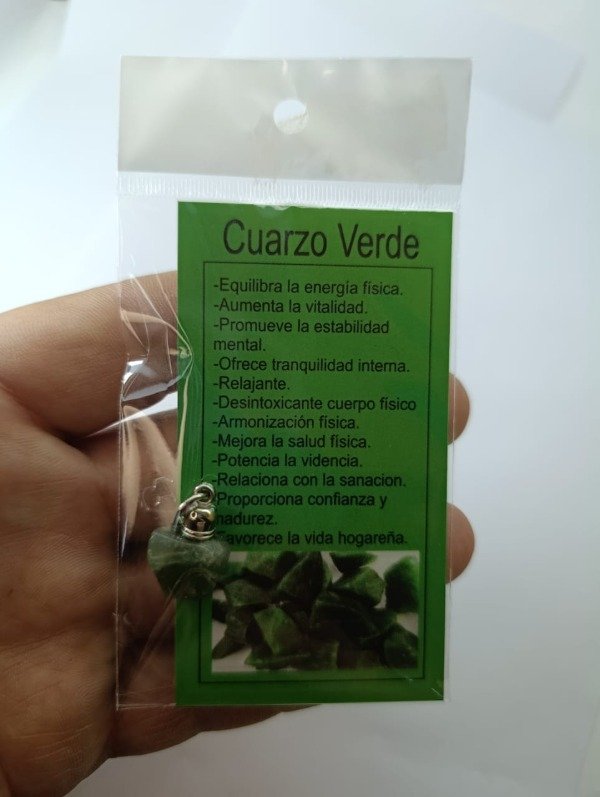 Cuarzo Verde
-Equilibra la energía física.
-Aumenta la vitalidad.
-Promueve la estabilidad
mental.
-Ofrece tranquilidad interna.
-Relajante.
-Desintoxicante cuerpo físico
-Armonización física.
-Mejora la salud física.
-Potencia la videncia.
-Relaciona con la sanacion.
Proporciona confianza y
adurez.
avorece la vida hogareña.